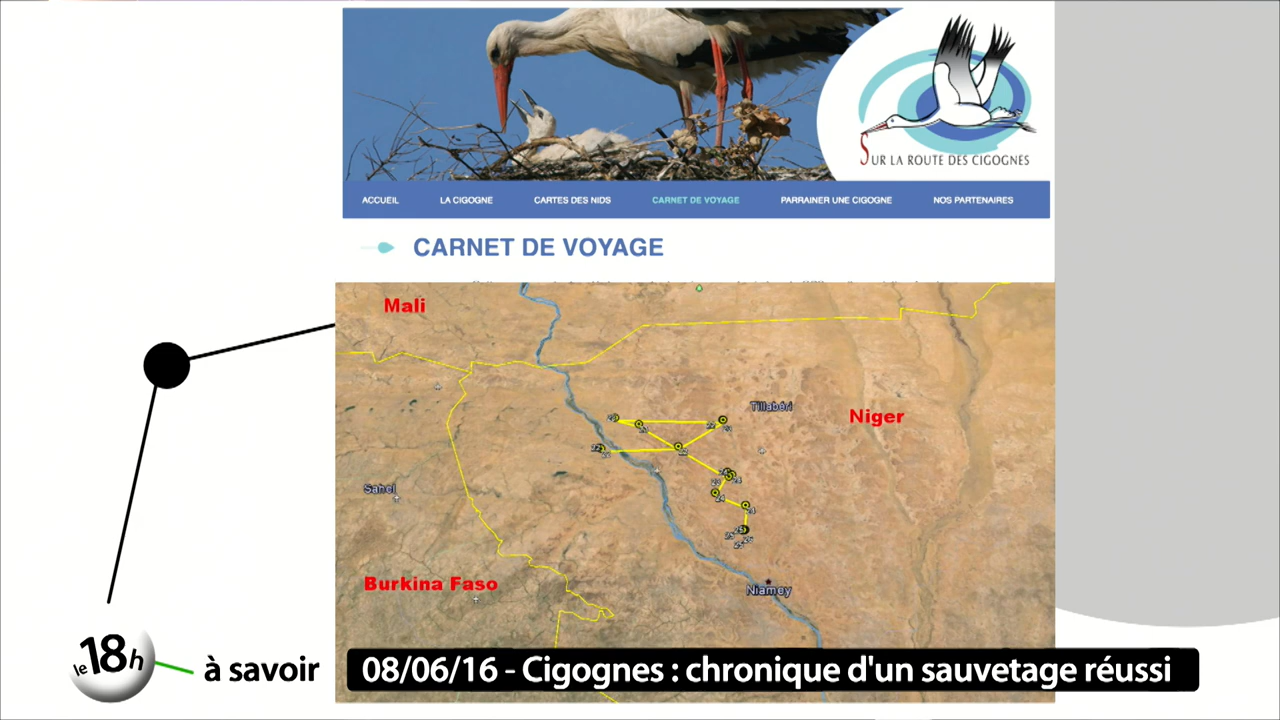 SUR LA ROUTE DES CIGOGNES
ACCUEIL LA CIGOGNE CARTES DES NIDS CARNET DE VOYAGE PARRAINER UNE CIGOGNE NOS PARTENAIRES
CARNET DE VOYAGE
Mali
Tillabéri
Niger
Sahel
Burkina Faso
Niamey
le 18h
à savoir
08/06/16 - Cigognes : chronique d'un sauvetage réussi